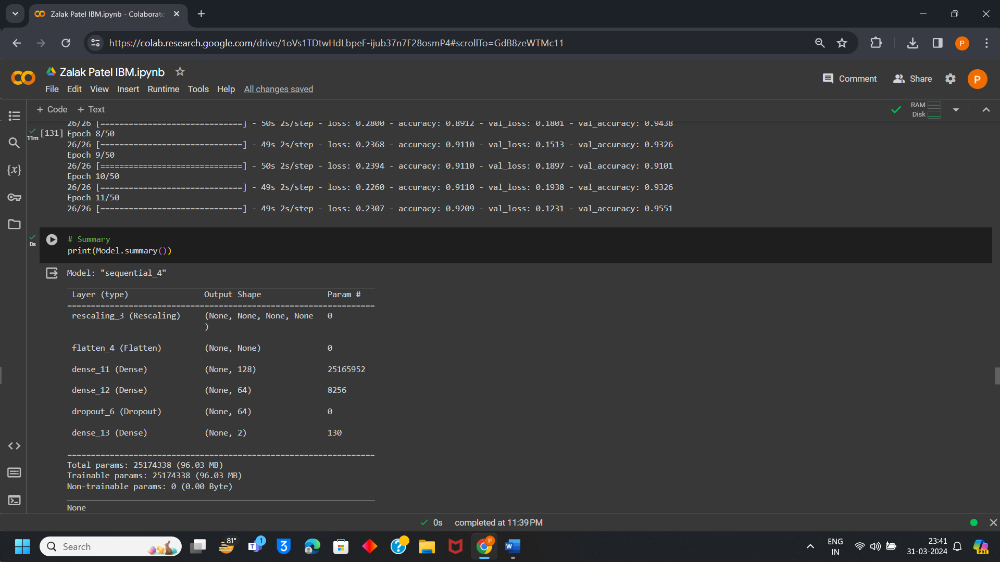 Zalak Patel IBM.ipynb - Colaborato
https://colab.research.google.com/drive/1oVs1TDtwHdLbpeF-ijub37n7F28osmP4#scrollTo=GdB8zeWTMc11
P
Zalak Patel IBM.ipynb
File Edit View Insert Runtime Tools Help All changes saved
Comment Share P
+ Code + Text
RAM
Disk
26/26 [==============================] - 50s 2s/step - loss: 0.2800 - accuracy: 0.8912 - val_loss: 0.1801 - val_accuracy: 0.9438
11m [131] Epoch 8/50
26/26 [==============================] - 49s 2s/step - loss: 0.2368 - accuracy: 0.9110 - val_loss: 0.1513 - val_accuracy: 0.9326
Epoch 9/50
26/26 [==============================] - 50s 2s/step - loss: 0.2394 - accuracy: 0.9110 - val_loss: 0.1897 - val_accuracy: 0.9101
Epoch 10/50
26/26 [==============================] - 49s 2s/step - loss: 0.2260 - accuracy: 0.9110 - val_loss: 0.1938 - val_accuracy: 0.9326
Epoch 11/50
26/26 [==============================] - 49s 2s/step - loss: 0.2307 - accuracy: 0.9209 - val_loss: 0.1231 - val_accuracy: 0.9551
0s
# Summary
print(Model.summary())
Model: "sequential_4"
_________________________________________________________________
Layer (type) Output Shape Param #
=================================================================
rescaling_3 (Rescaling) (None, None, None, None 0
)
flatten_4 (Flatten) (None, None) 0
dense_11 (Dense) (None, 128) 25165952
dense_12 (Dense) (None, 64) 8256
dropout_6 (Dropout) (None, 64) 0
dense_13 (Dense) (None, 2) 130
=================================================================
Total params: 25174338 (96.03 MB)
Trainable params: 25174338 (96.03 MB)
Non-trainable params: 0 (0.00 Byte)
_________________________________________________________________
None
0s completed at 11:39 PM
Search
81°
1
ENG
IN
23:41
31-03-2024
PRE